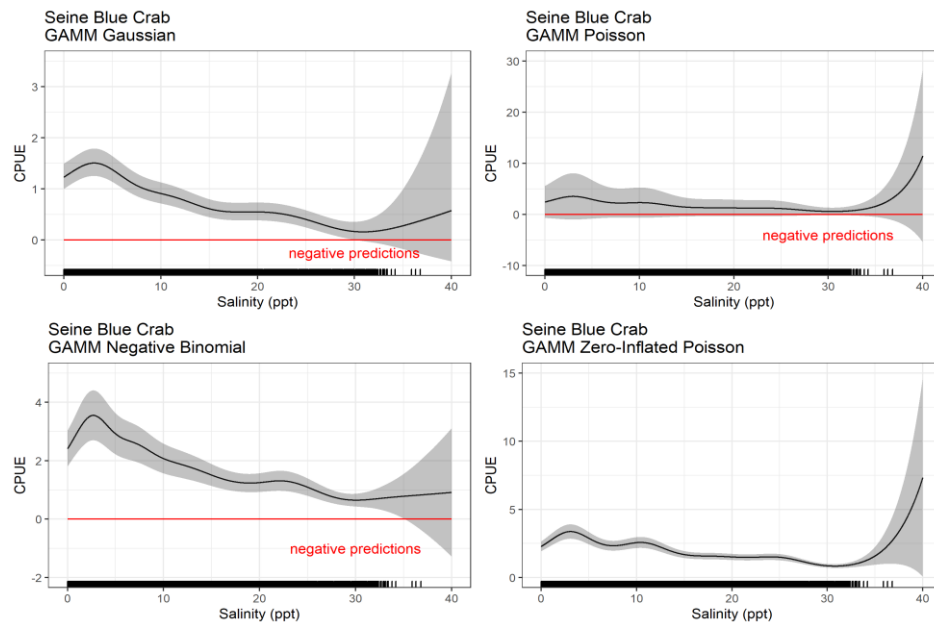 Seine Blue Crab
GAMM Gaussian
3
2
1
0
CPUE
negative predictions
0
10
20
30
40
Salinity (ppt)
Seine Blue Crab
GAMM Poisson
30
20
10
0
-10
CPUE
negative predictions
0
10
20
30
40
Salinity (ppt)
Seine Blue Crab
GAMM Negative Binomial
4
2
0
-2
CPUE
negative predictions
0
10
20
30
40
Salinity (ppt)
Seine Blue Crab
GAMM Zero-Inflated Poisson
15
10
5
0
CPUE
0
10
20
30
40
Salinity (ppt)